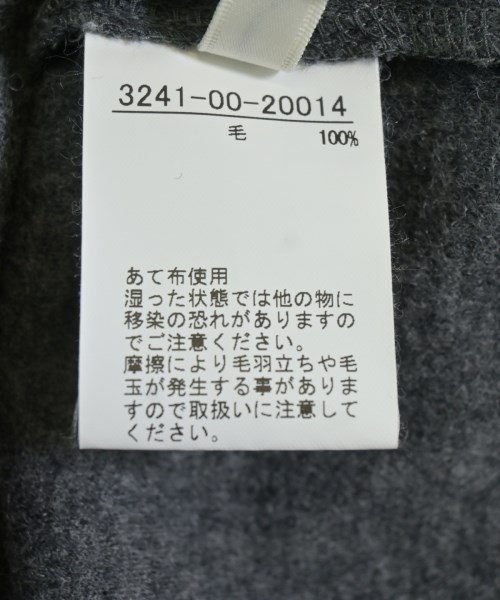 3241-00-20014
毛 100%
あて布使用
湿った状態では他の物に
移染の恐れがありますの
でご注意ください。
摩擦により毛羽立ちや毛
玉が発生する事がありま
すので取扱いに注意して
ください。